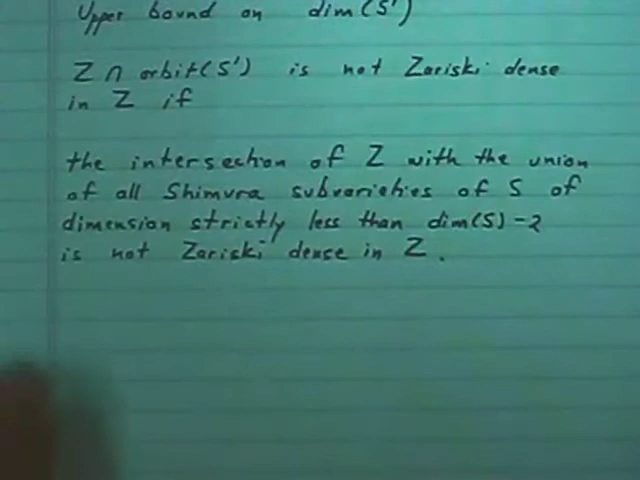 Upper bound on dim(S')
Z ∩ orbit(S') is not Zariski dense
in Z if
the intersection of Z with the union
of all Shimura subvarieties of S of
dimension strictly less than dim(S) - 2
is not Zariski dense in Z.